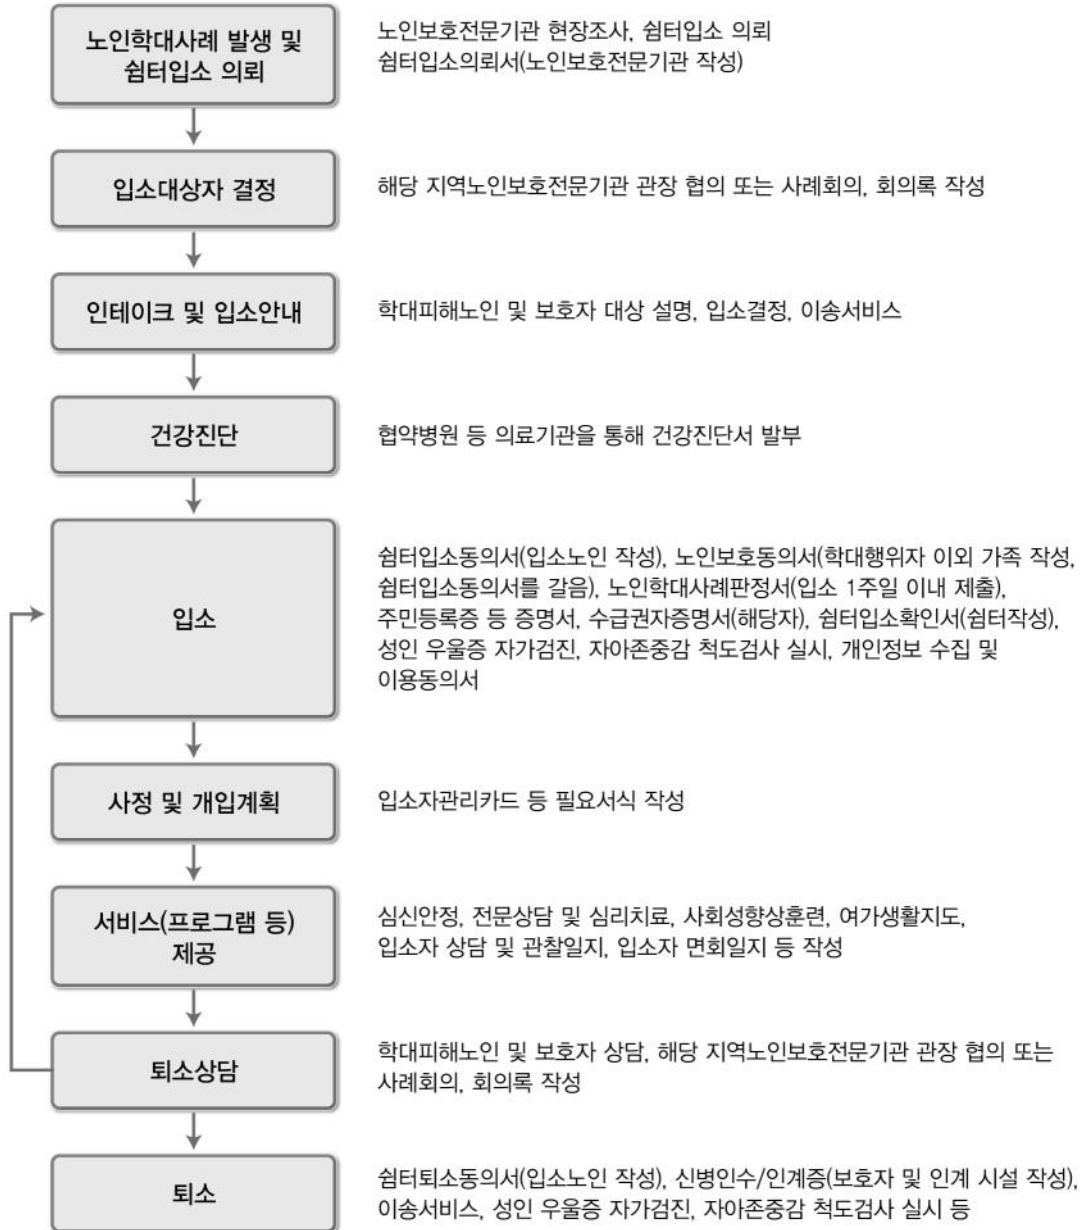 노인학대사례 발생 및
쉼터입소 의뢰
노인보호전문기관 현장조사, 쉼터입소 의뢰
쉼터입소의뢰서(노인보호전문기관 작성)
입소대상자 결정
해당 지역노인보호전문기관 관장 협의 또는 사례회의, 회의록 작성
인테이크 및 입소안내
학대피해노인 및 보호자 대상 설명, 입소결정, 이송서비스
건강진단
협약병원 등 의료기관을 통해 건강진단서 발부
입소
쉼터입소동의서(입소노인 작성), 노인보호동의서(학대행위자 이외 가족 작성,
쉼터입소동의서를 갈음), 노인학대사례판정서(입소 1주일 이내 제출),
주민등록증 등 증명서, 수급권자증명서(해당자), 쉼터입소확인서(쉼터작성),
성인 우울증 자가검진, 자아존중감 척도검사 실시, 개인정보 수집 및
이용동의서
사정 및 개입계획
입소자관리카드 등 필요서식 작성
서비스(프로그램 등)
제공
심신안정, 전문상담 및 심리치료, 사회성향상훈련, 여가생활지도,
입소자 상담 및 관찰일지, 입소자 면회일지 등 작성
퇴소상담
학대피해노인 및 보호자 상담, 해당 지역노인보호전문기관 관장 협의 또는
사례회의, 회의록 작성
퇴소
쉼터퇴소동의서(입소노인 작성), 신병인수/인계증(보호자 및 인계 시설 작성),
이송서비스, 성인 우울증 자가검진, 자아존중감 척도검사 실시 등